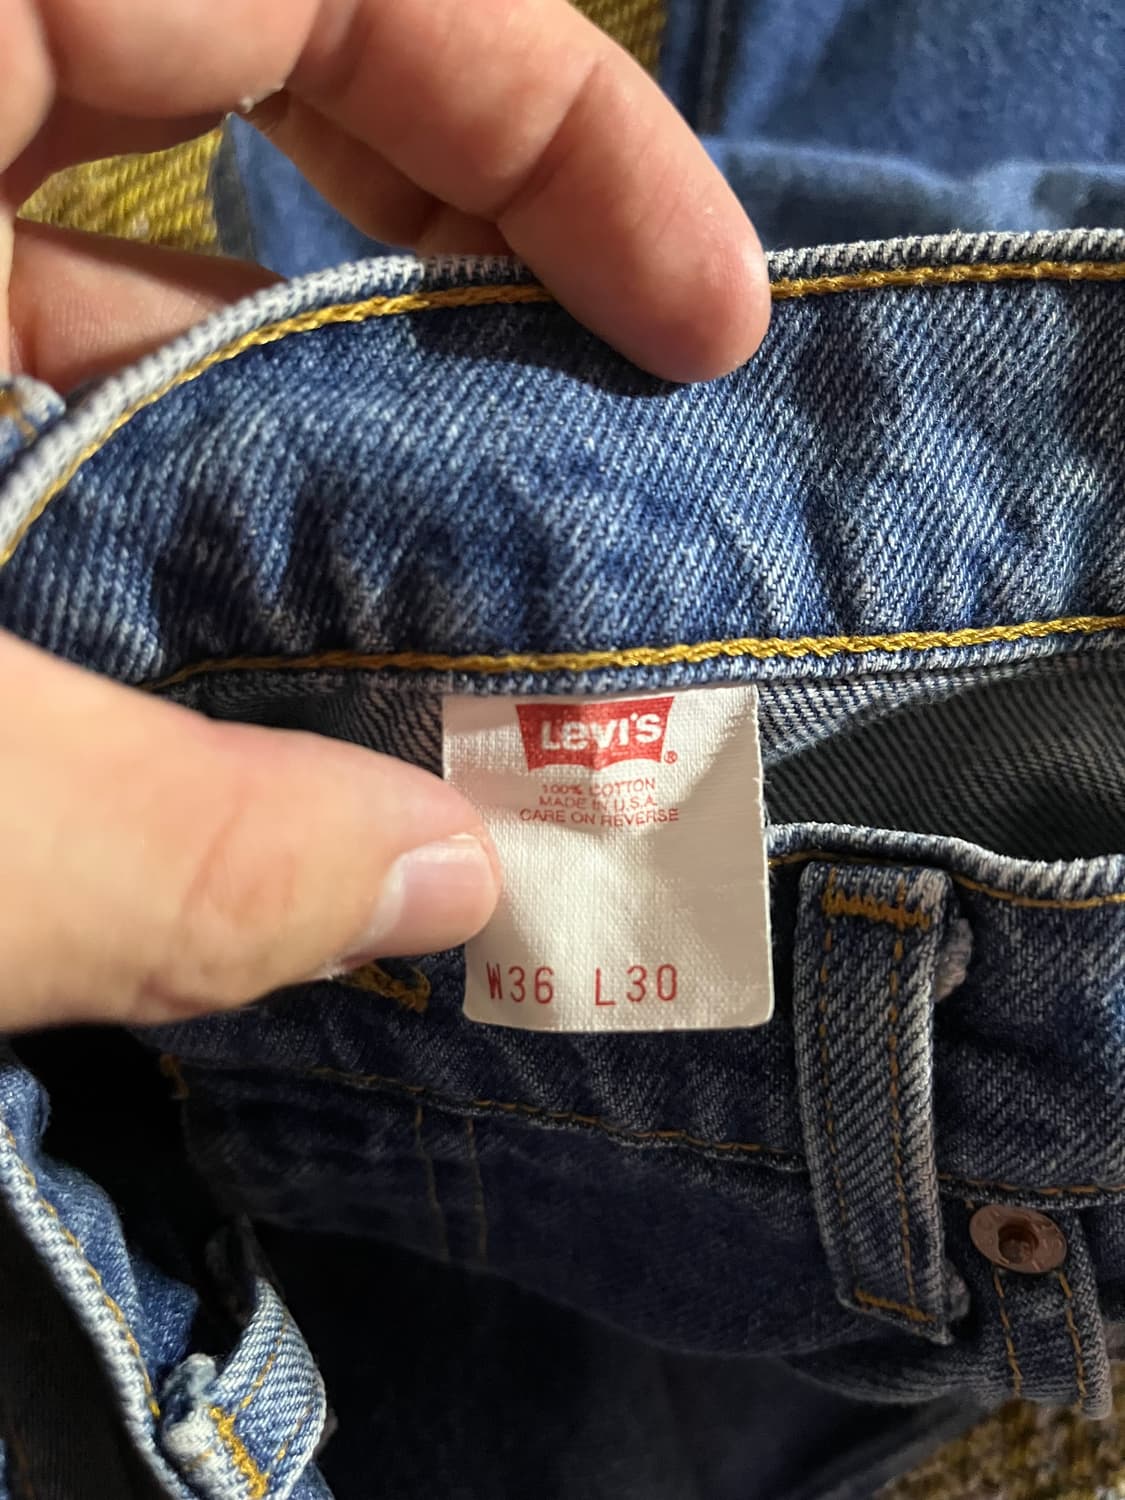 LEVI'S ®
100% COTTON
MADE IN U.S.A.
CARE ON REVERSE
W36 L30